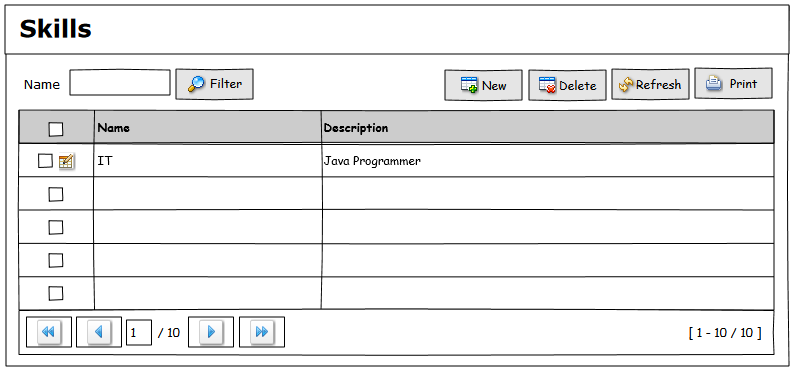 Skills
Name Filter New Delete Refresh Print
Name Description
IT Java Programmer
1 / 10 [ 1 - 10 / 10 ]